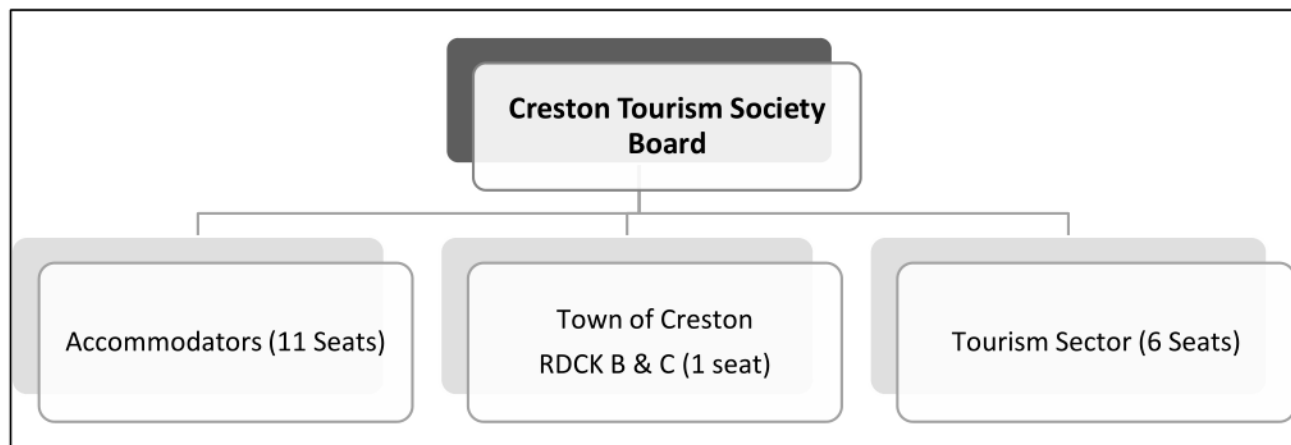 Creston Tourism Society
Board
Accommodators (11 Seats)
Town of Creston
RDCK B & C (1 seat)
Tourism Sector (6 Seats)